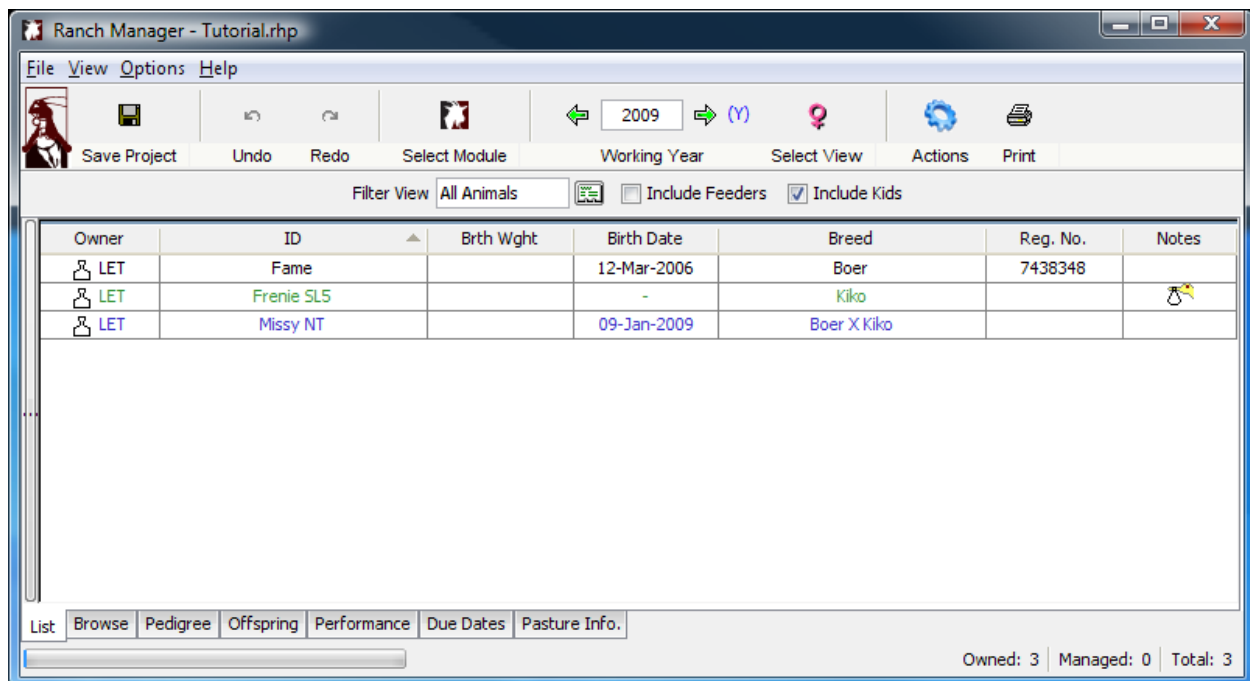 Ranch Manager - Tutorial.rhp
File View Options Help
2009 (Y)
Save Project Undo Redo Select Module Working Year Select View Actions Print
Filter View All Animals Include Feeders Include Kids
Owner ID Brth Wght Birth Date Breed Reg. No. Notes
LET Fame 12-Mar-2006 Boer 7438348
LET Frenie SL5 - Kiko
LET Missy NT 09-Jan-2009 Boer X Kiko
List Browse Pedigree Offspring Performance Due Dates Pasture Info.
Owned: 3 Managed: 0 Total: 3